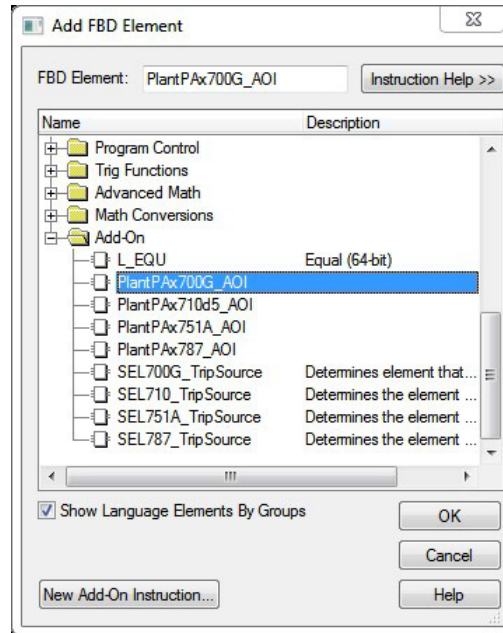 Add FBD Element
FBD Element: PlantPAx700G_AOI Instruction Help >>
Name Description
Program Control
Trig Functions
Advanced Math
Math Conversions
Add-On
L_EQU Equal (64-bit)
PlantPAx700G_AOI
PlantPAx710d5_AOI
PlantPAx751A_AOI
PlantPAx787_AOI
SEL700G_TripSource Determines element that...
SEL710_TripSource Determines the element ...
SEL751A_TripSource Determines the element ...
SEL787_TripSource Determines the element ...
Show Language Elements By Groups
OK
Cancel
New Add-On Instruction... Help